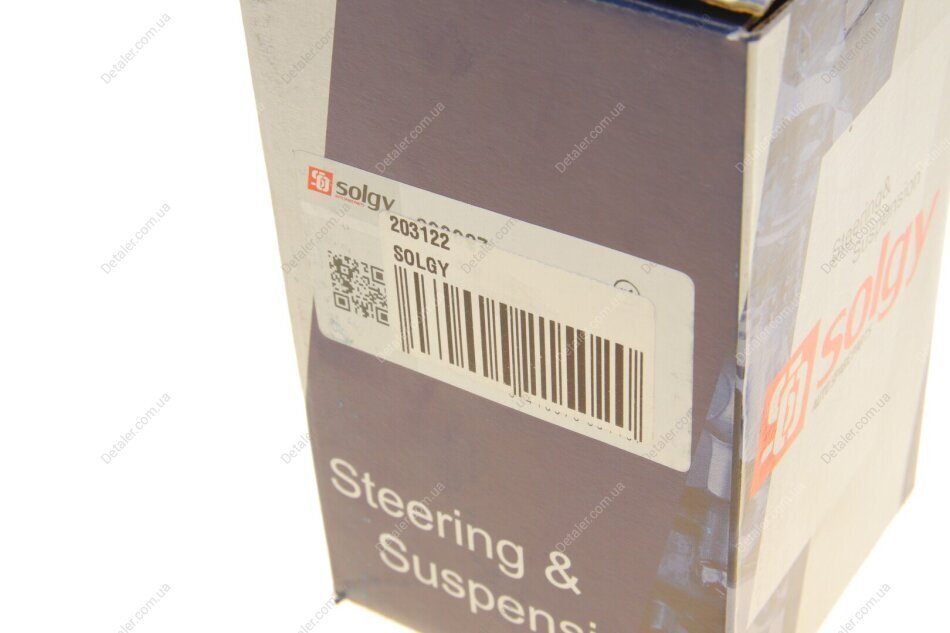 solgy
203122
SOLGY
Steering &
Suspensi
steering &
suspension
solgy
Detaler.com.ua